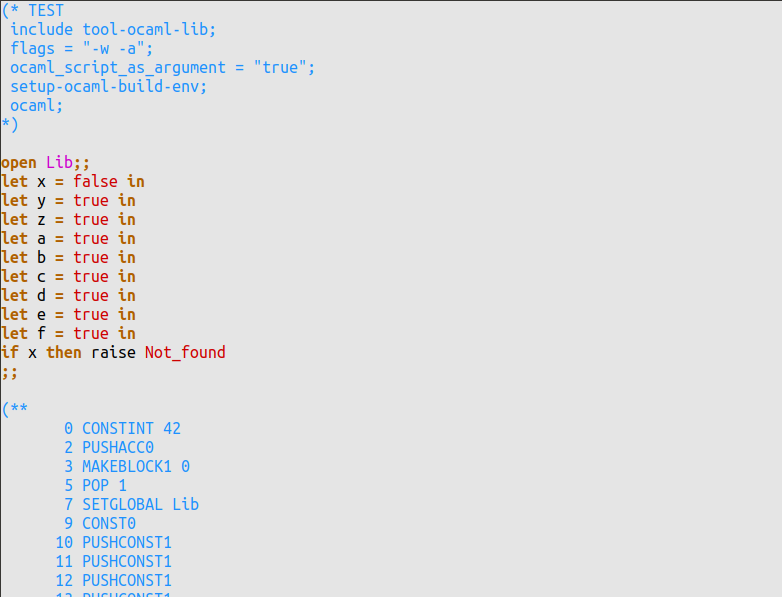 (* TEST
 include tool-ocaml-lib;
 flags = "-w -a";
 ocaml_script_as_argument = "true";
 setup-ocaml-build-env;
 ocaml;
*)

open Lib;;
let x = false in
let y = true in
let z = true in
let a = true in
let b = true in
let c = true in
let d = true in
let e = true in
let f = true in
if x then raise Not_found
;;

(**
       0 CONSTINT 42
       2 PUSHACC0
       3 MAKEBLOCK1 0
       5 POP 1
       7 SETGLOBAL Lib
       9 CONST0
      10 PUSHCONST1
      11 PUSHCONST1
      12 PUSHCONST1
      13 PUSHCONST1